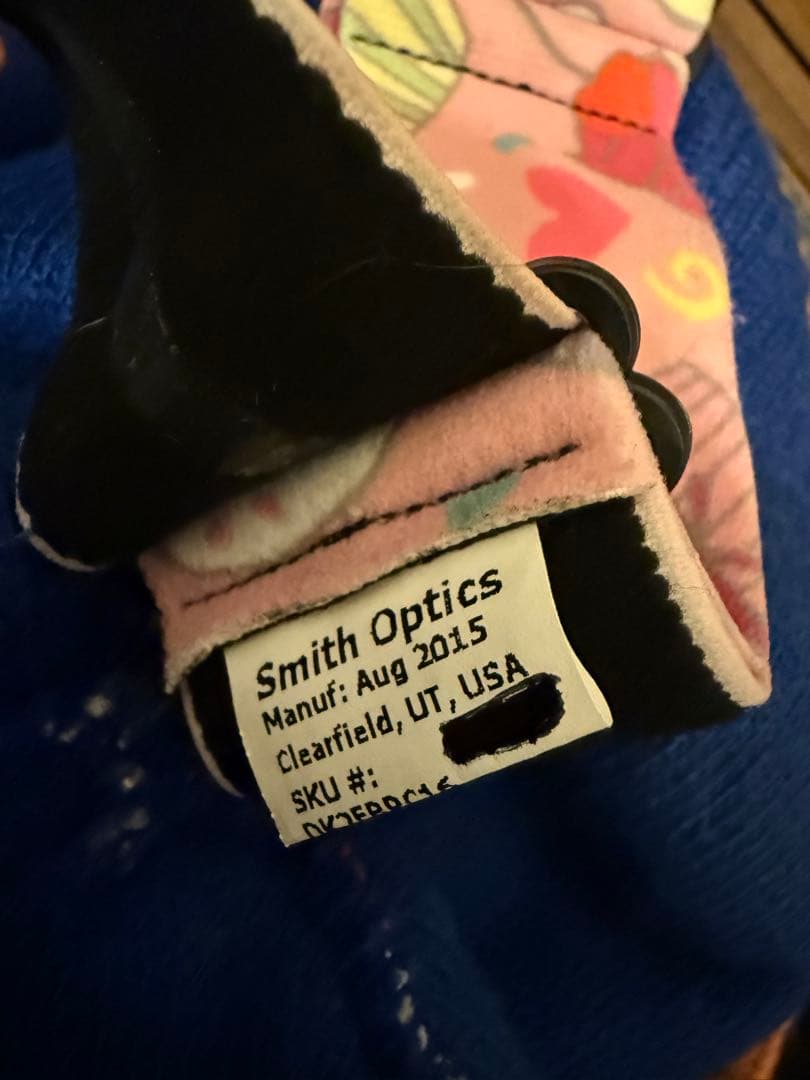 Smith Optics
Manuf: Aug 2015
Clearfield, UT, USA
SKU #: